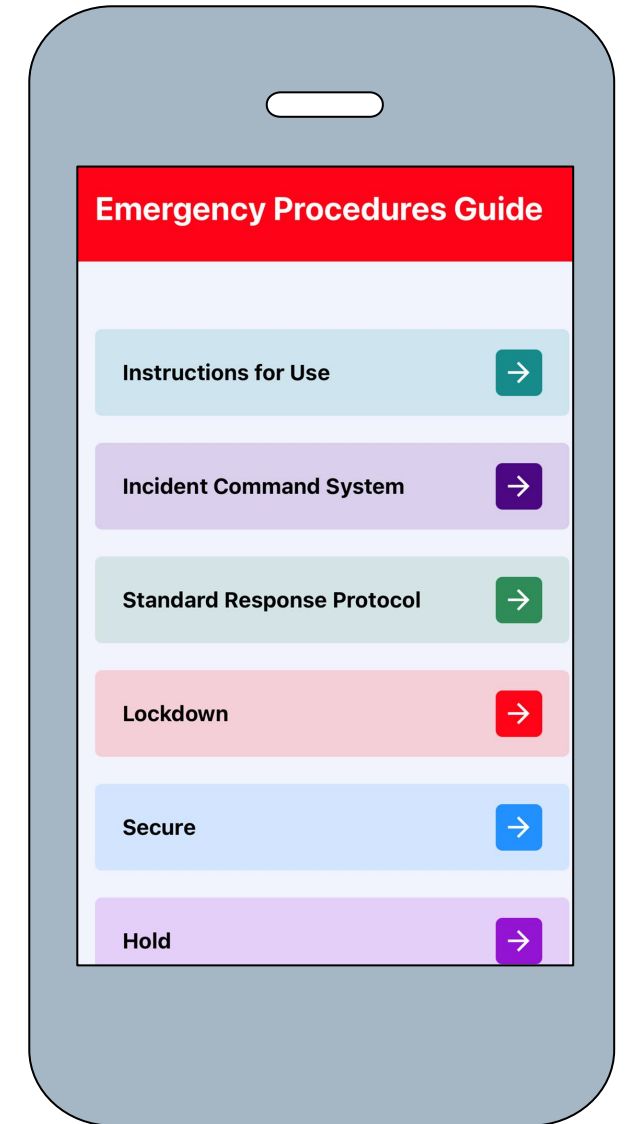 Emergency Procedures Guide
Instructions for Use
Incident Command System
Standard Response Protocol
Lockdown
Secure
Hold